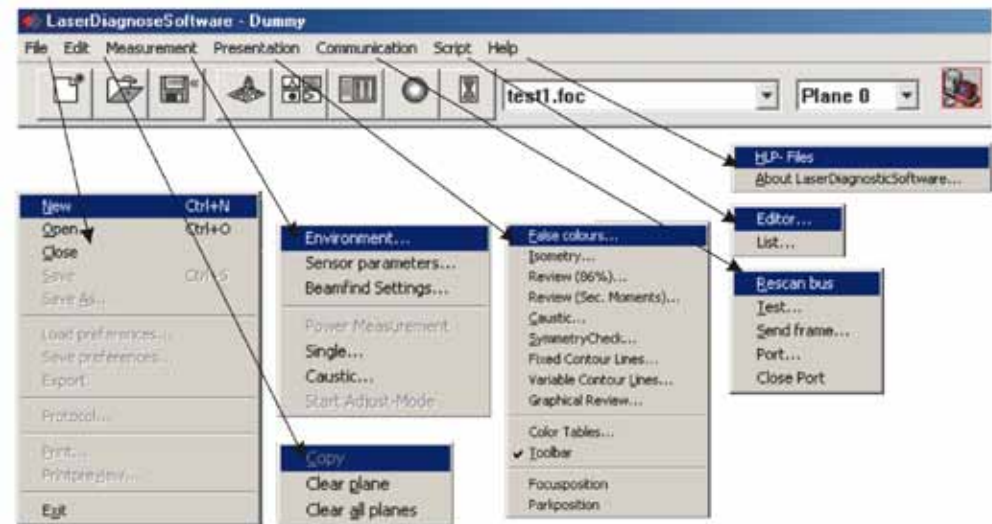 LaserDiagnoseSoftware - Dummy
File Edit Measurement Presentation Communication Script Help
test1.foc Plane 0
HLP- Files
About LaserDiagnosticSoftware...
New Ctrl+N
Open... Ctrl+O
Close
Save Ctrl+S
Save As...
Load preferences...
Save preferences...
Export
Protocol...
Print...
Printpreview...
Exit
Environment...
Sensor parameters...
Beamfind Settings...
Power Measurement
Single...
Caustic...
Start Adjust-Mode
Copy
Clear plane
Clear all planes
False colours...
Isometry...
Review (86%)...
Review (Sec. Moments)...
Caustic...
SymmetryCheck...
Fixed Contour Lines...
Variable Contour Lines...
Graphical Review...
Color Tables...
Toolbar
Focusposition
Parkposition
Editor...
List...
Rescan bus
Test...
Send frame...
Port...
Close Port